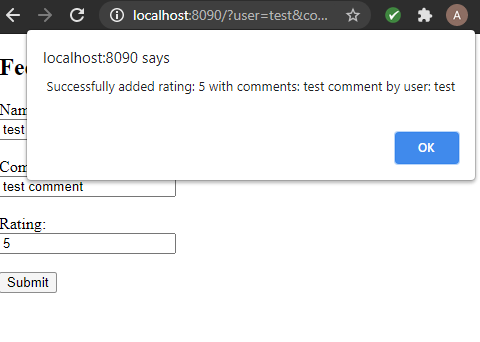 localhost:8090/?user=test&co...
A
localhost:8090 says
Successfully added rating: 5 with comments: test comment by user: test
OK
Fee
Nam
test
Com
test comment
Rating:
5
Submit